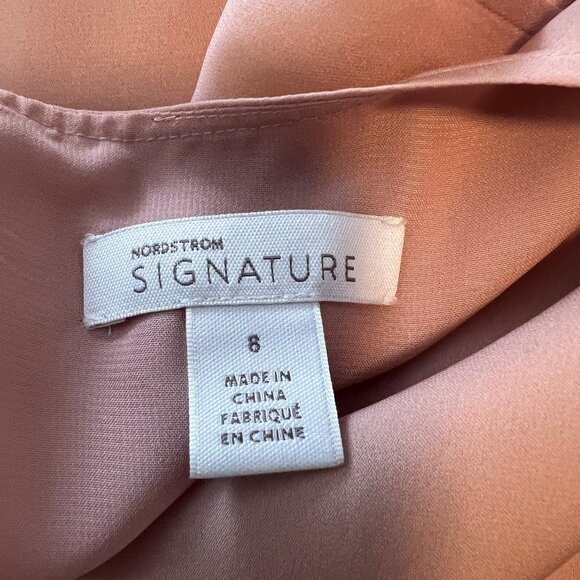 NORDSTROM
SIGNATURE
8
MADE IN
CHINA
FABRIQUÉ
EN CHINE